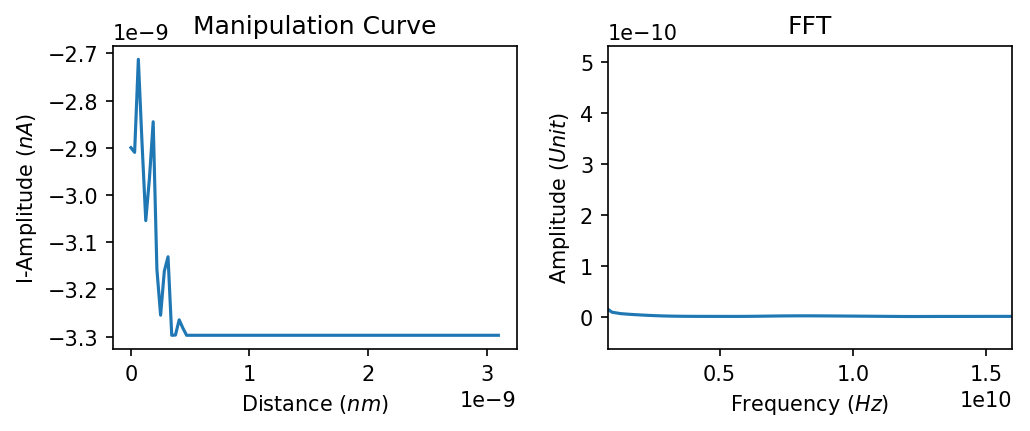 Manipulation Curve
1e−9
−2.7
−2.8
−2.9
−3.0
−3.1
−3.2
−3.3
I-Amplitude (nA)
0
1
2
3
1e−9
Distance (nm)
FFT
1e−10
5
4
3
2
1
0
Amplitude (Unit)
0.5
1.0
1.5
1e10
Frequency (Hz)